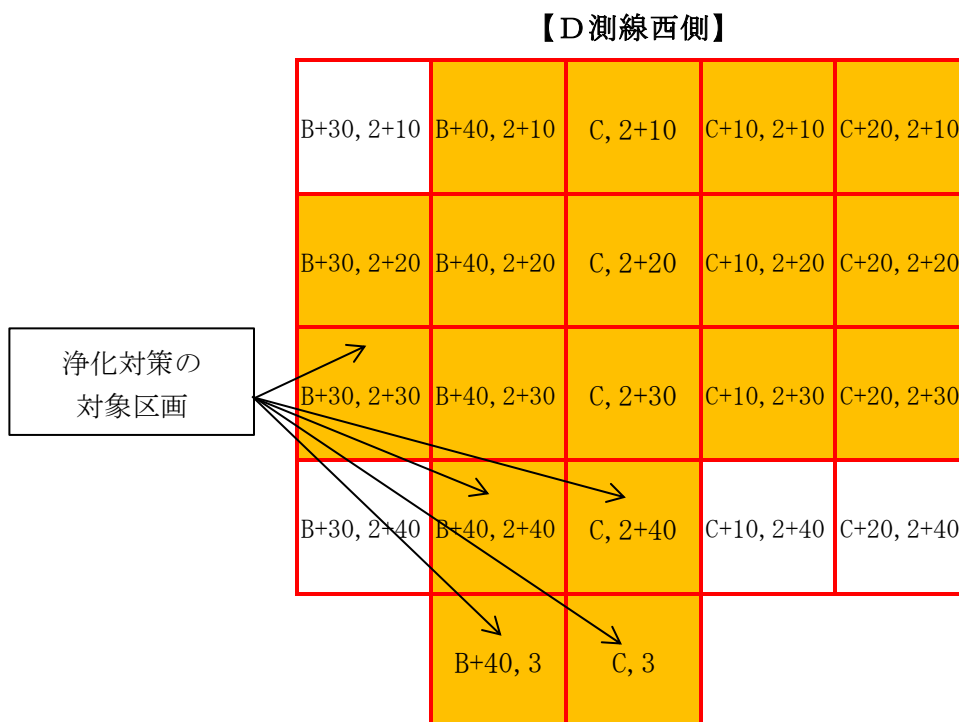 【D測線西側】
B+30, 2+10 B+40, 2+10 C, 2+10 C+10, 2+10 C+20, 2+10
B+30, 2+20 B+40, 2+20 C, 2+20 C+10, 2+20 C+20, 2+20
浄化対策の
対象区画
B+30, 2+30 B+40, 2+30 C, 2+30 C+10, 2+30 C+20, 2+30
B+30, 2+40 B+40, 2+40 C, 2+40 C+10, 2+40 C+20, 2+40
B+40, 3 C, 3